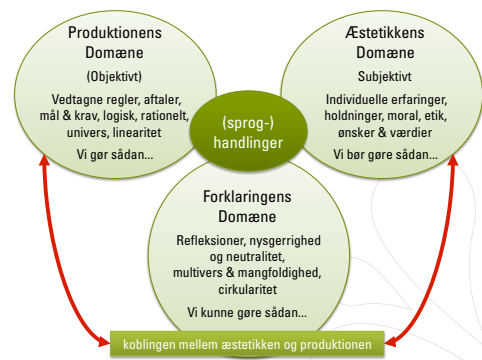 Produktionens
Domæne
(Objektivt)
Vedtagne regler, aftaler,
mål & krav, logisk, rationelt,
univers, linearitet
Vi gør sådan...
Æstetikkens
Domæne
Subjektivt
Individuelle erfaringer,
holdninger, moral, etik,
ønsker & værdier
Vi bør gøre sådan...
(sprog-)
handlinger
Forklaringens
Domæne
Refleksioner, nysgerrighed
og neutralitet,
multivers & mangfoldighed,
cirkularitet
Vi kunne gøre sådan...
koblingen mellem æstetikken og produktionen